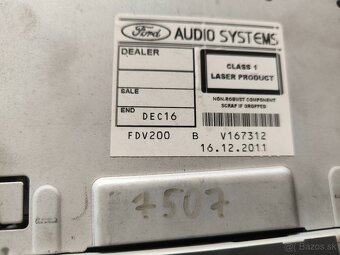 Ford AUDIO SYSTEMS
DEALER
CLASS 1
LASER PRODUCT
SALE
NON-ROBUST COMPONENT
SCRAP IF DROPPED
END DEC16
FDV200 B V167312
16.12.2011
7507
bazos.sk